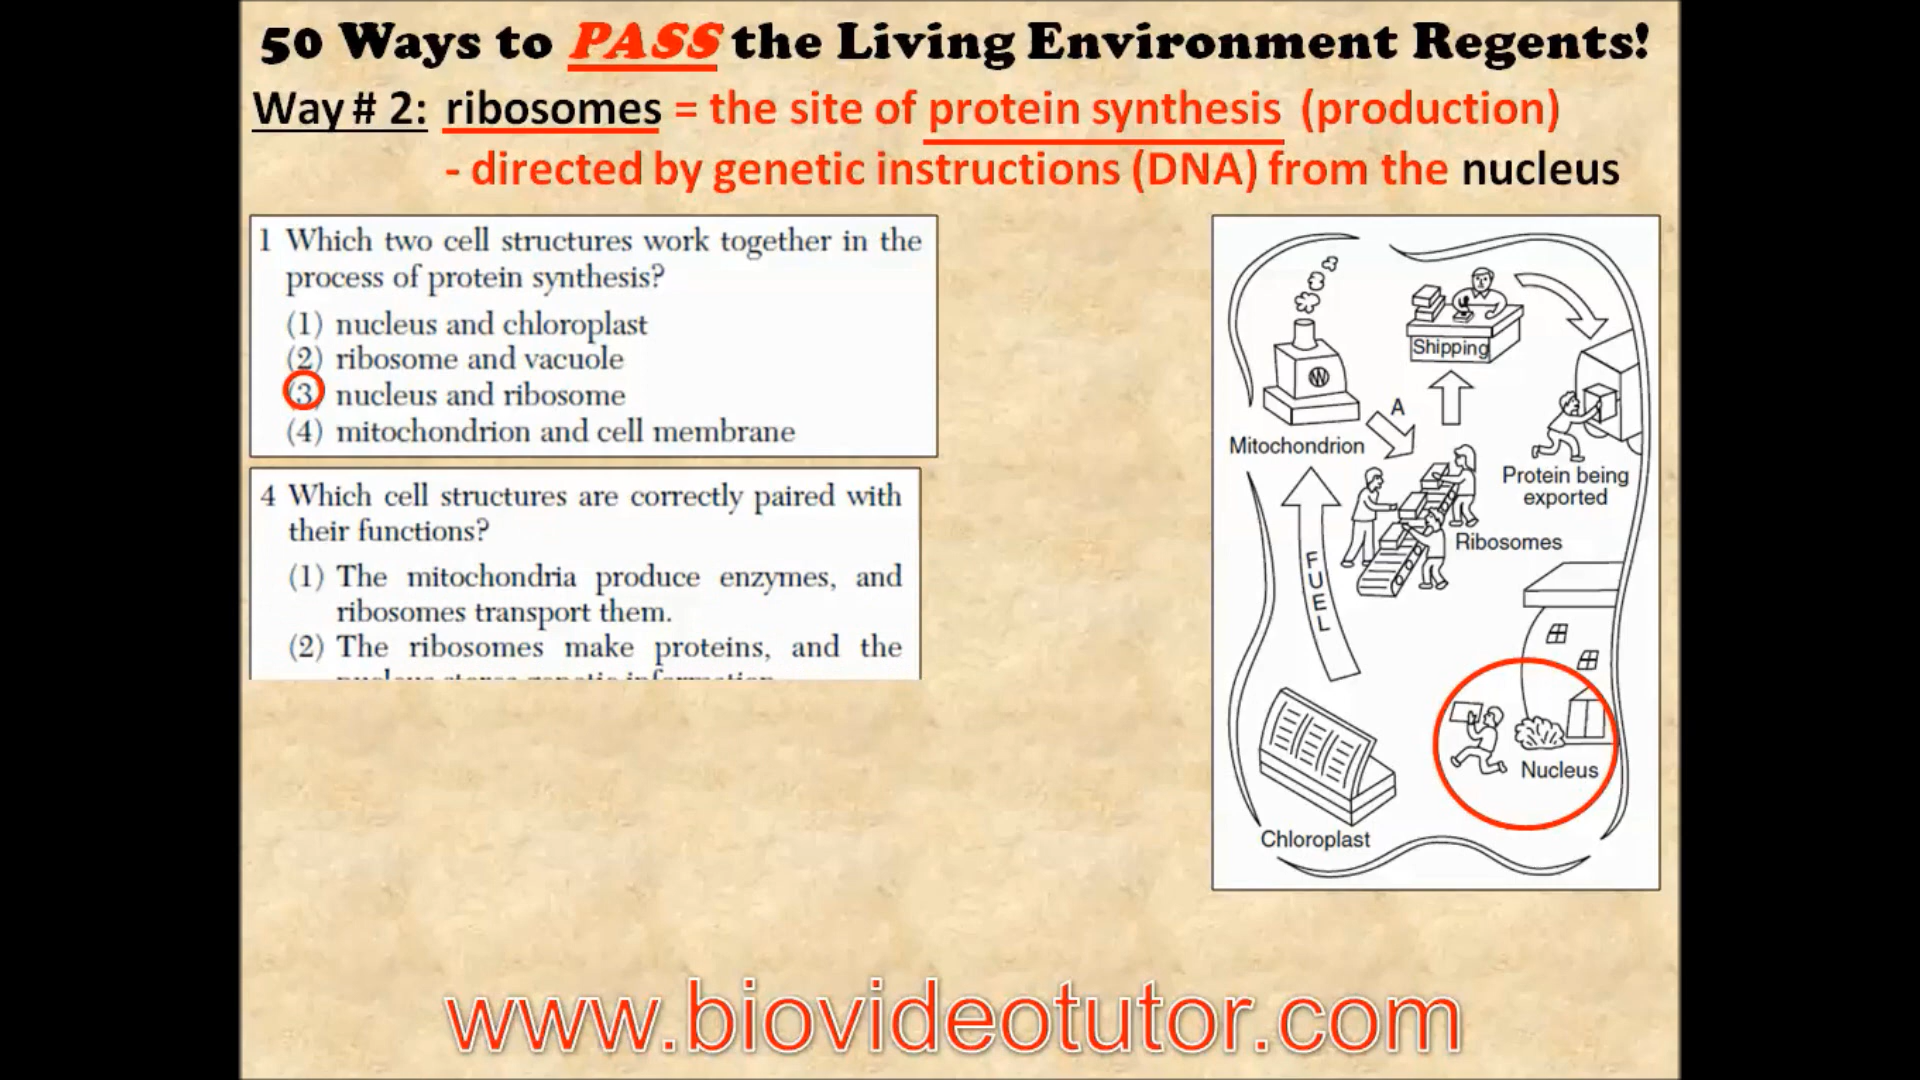 50 Ways to PASS the Living Environment Regents!
Way # 2: ribosomes = the site of protein synthesis (production)
- directed by genetic instructions (DNA) from the nucleus
1 Which two cell structures work together in the
process of protein synthesis?
(1) nucleus and chloroplast
(2) ribosome and vacuole
(3) nucleus and ribosome
(4) mitochondrion and cell membrane
4 Which cell structures are correctly paired with
their functions?
(1) The mitochondria produce enzymes, and
ribosomes transport them.
(2) The ribosomes make proteins, and the
nucleus stores genetic information
Shipping
W
A
Mitochondrion
Protein being
exported
Ribosomes
FUEL
Nucleus
Chloroplast
www.biovideotutor.com